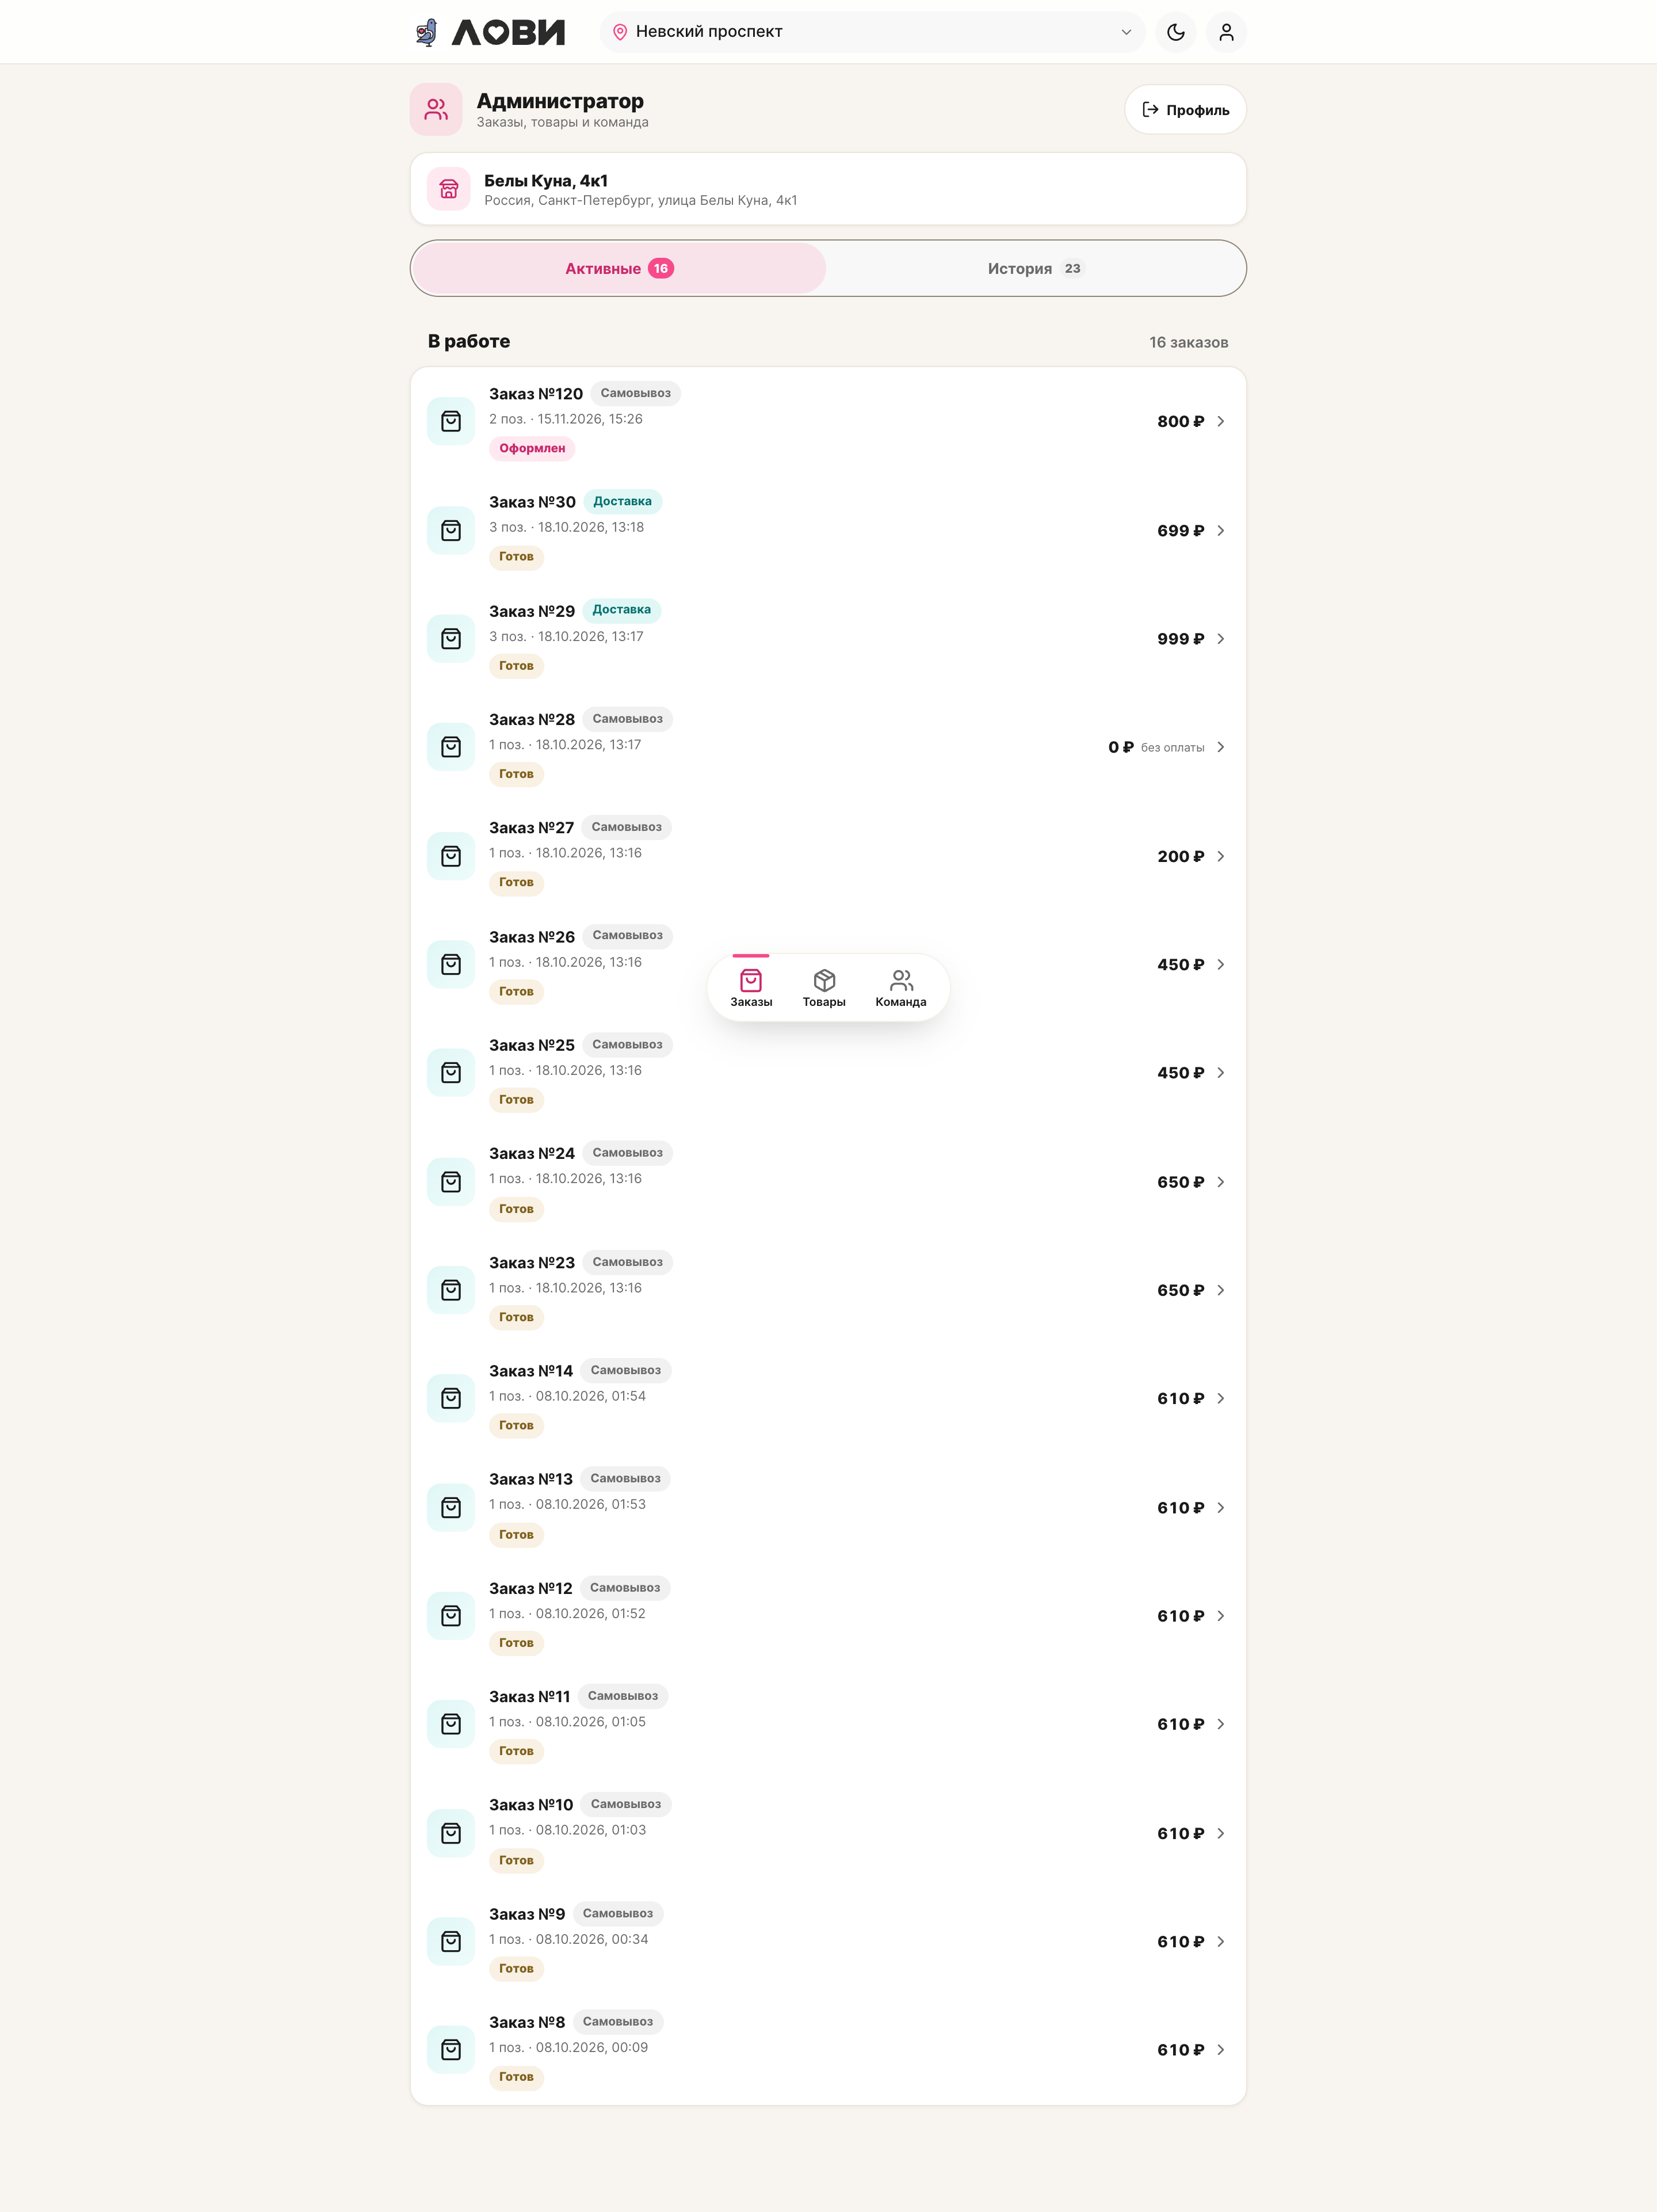 ЛОВИ
Невский проспект
Администратор
Заказы, товары и команда
Профиль
Белы Куна, 4к1
Россия, Санкт-Петербург, улица Белы Куна, 4к1
Активные 16
История 23
В работе
16 заказов
Заказ №120 Самовывоз
2 поз. · 15.11.2026, 15:26
Оформлен
800 ₽
Заказ №30 Доставка
3 поз. · 18.10.2026, 13:18
Готов
699 ₽
Заказ №29 Доставка
3 поз. · 18.10.2026, 13:17
Готов
999 ₽
Заказ №28 Самовывоз
1 поз. · 18.10.2026, 13:17
Готов
0 ₽ без оплаты
Заказ №27 Самовывоз
1 поз. · 18.10.2026, 13:16
Готов
200 ₽
Заказ №26 Самовывоз
1 поз. · 18.10.2026, 13:16
Готов
450 ₽
Заказы
Товары
Команда
Заказ №25 Самовывоз
1 поз. · 18.10.2026, 13:16
Готов
450 ₽
Заказ №24 Самовывоз
1 поз. · 18.10.2026, 13:16
Готов
650 ₽
Заказ №23 Самовывоз
1 поз. · 18.10.2026, 13:16
Готов
650 ₽
Заказ №14 Самовывоз
1 поз. · 08.10.2026, 01:54
Готов
610 ₽
Заказ №13 Самовывоз
1 поз. · 08.10.2026, 01:53
Готов
610 ₽
Заказ №12 Самовывоз
1 поз. · 08.10.2026, 01:52
Готов
610 ₽
Заказ №11 Самовывоз
1 поз. · 08.10.2026, 01:05
Готов
610 ₽
Заказ №10 Самовывоз
1 поз. · 08.10.2026, 01:03
Готов
610 ₽
Заказ №9 Самовывоз
1 поз. · 08.10.2026, 00:34
Готов
610 ₽
Заказ №8 Самовывоз
1 поз. · 08.10.2026, 00:09
Готов
610 ₽